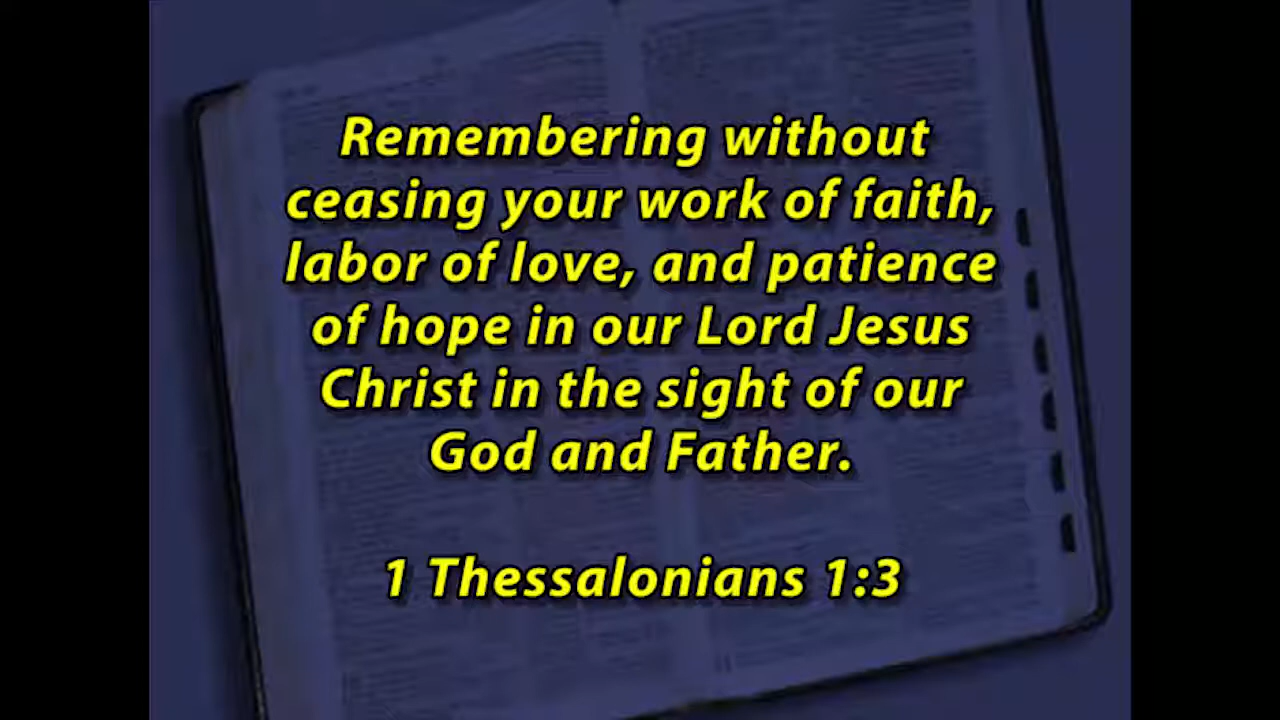 Remembering without
ceasing your work of faith,
labor of love, and patience
of hope in our Lord Jesus
Christ in the sight of our
God and Father.
1 Thessalonians 1:3